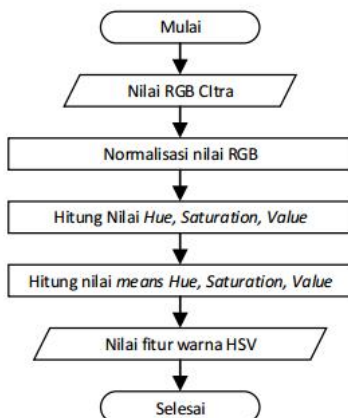 Mulai
Nilai RGB CItra
Normalisasi nilai RGB
Hitung Nilai Hue, Saturation, Value
Hitung nilai means Hue, Saturation, Value
Nilai fitur warna HSV
Selesai